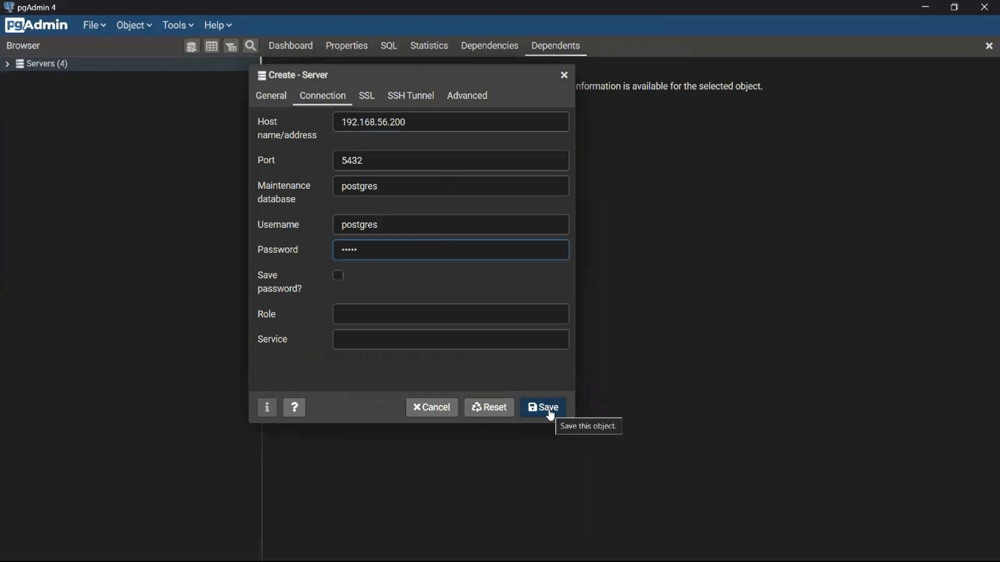 pgAdmin 4
pgAdmin File Object Tools Help
Browser Dashboard Properties SQL Statistics Dependencies Dependents
Servers (4)
Create - Server
nformation is available for the selected object.
General Connection SSL SSH Tunnel Advanced
Host name/address 192.168.56.200
Port 5432
Maintenance database postgres
Username postgres
Password •••••
Save password?
Role
Service
i ? Cancel Reset Save
Save this object.